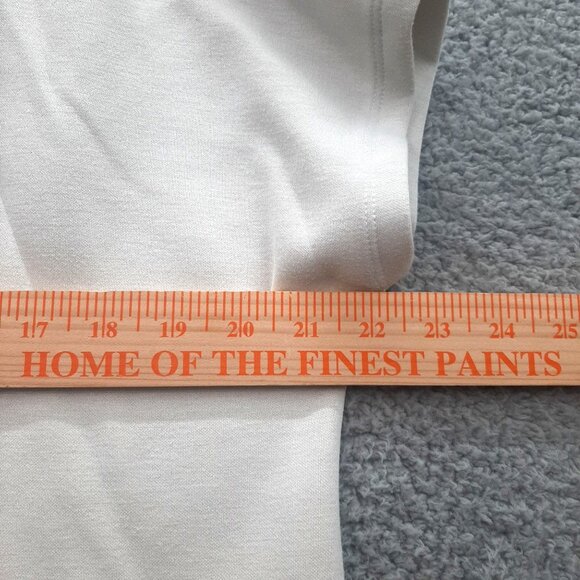 17 18 19 20 21 22 23 24 25
HOME OF THE FINEST PAINTS